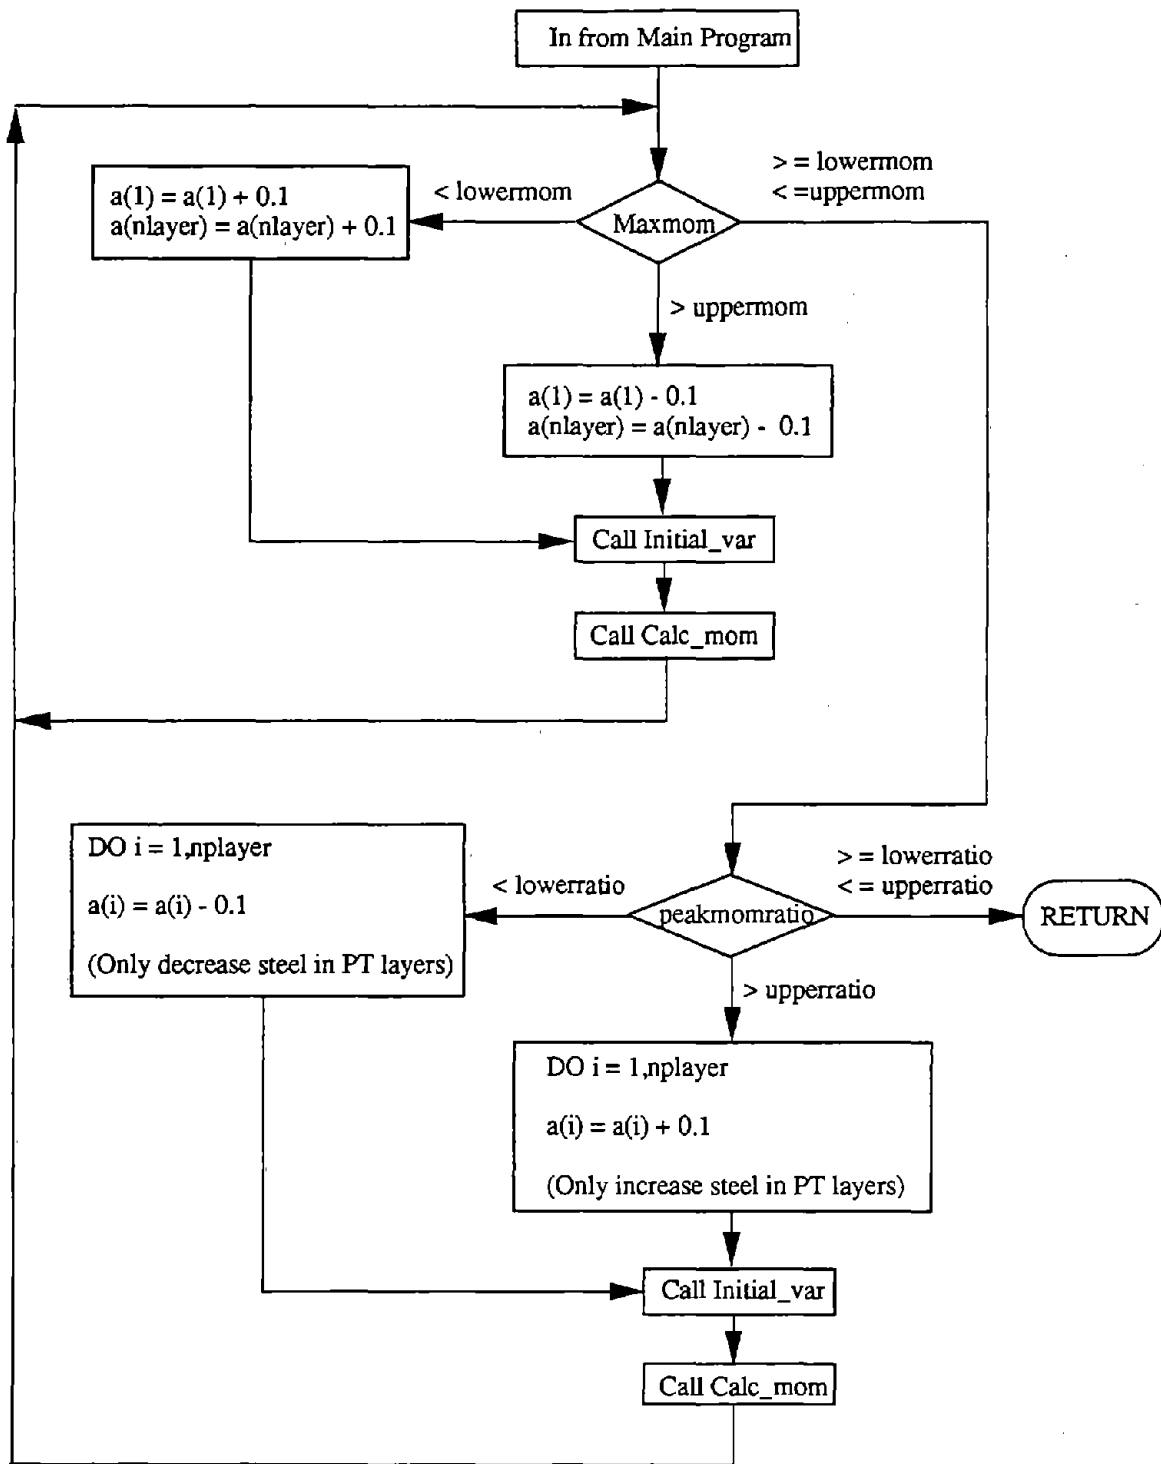 In from Main Program
> = lowermom
< =uppermom
< lowermom
a(1) = a(1) + 0.1
a(nlayer) = a(nlayer) + 0.1
Maxmom
> uppermom
a(1) = a(1) - 0.1
a(nlayer) = a(nlayer) - 0.1
Call Initial_var
Call Calc_mom
DO i = 1,nplayer
a(i) = a(i) - 0.1
(Only decrease steel in PT layers)
< lowerratio
> = lowerratio
< = upperratio
peakmomratio
RETURN
> upperratio
DO i = 1,nplayer
a(i) = a(i) + 0.1
(Only increase steel in PT layers)
Call Initial_var
Call Calc_mom